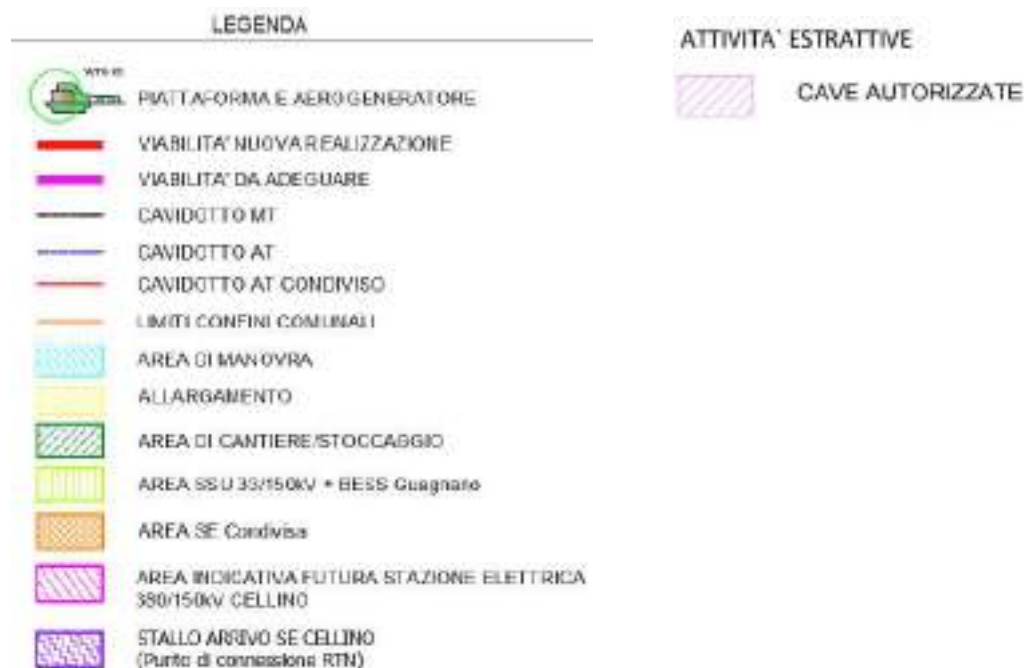 LEGENDA
PIATTAFORMA E AEROGENERATORE
VIABILITA' NUOVA REALIZZAZIONE
VIABILITA' DA ADEGUARE
CAVIDOTTO MT
CAVIDOTTO AT
CAVIDOTTO AT CONDIVISO
LIMITI CONFINI COMUNALI
AREA DI MANOVRA
ALLARGAMENTO
AREA DI CANTIERE/STOCCAGGIO
AREA SSU 33/150kV + BESS Guagnano
AREA SE Condivisa
AREA INDICATIVA FUTURA STAZIONE ELETTRICA
380/150kV CELLINO
STALLO ARRIVO SE CELLINO
(Punto di connessione RTN)
ATTIVITA` ESTRATTIVE
CAVE AUTORIZZATE